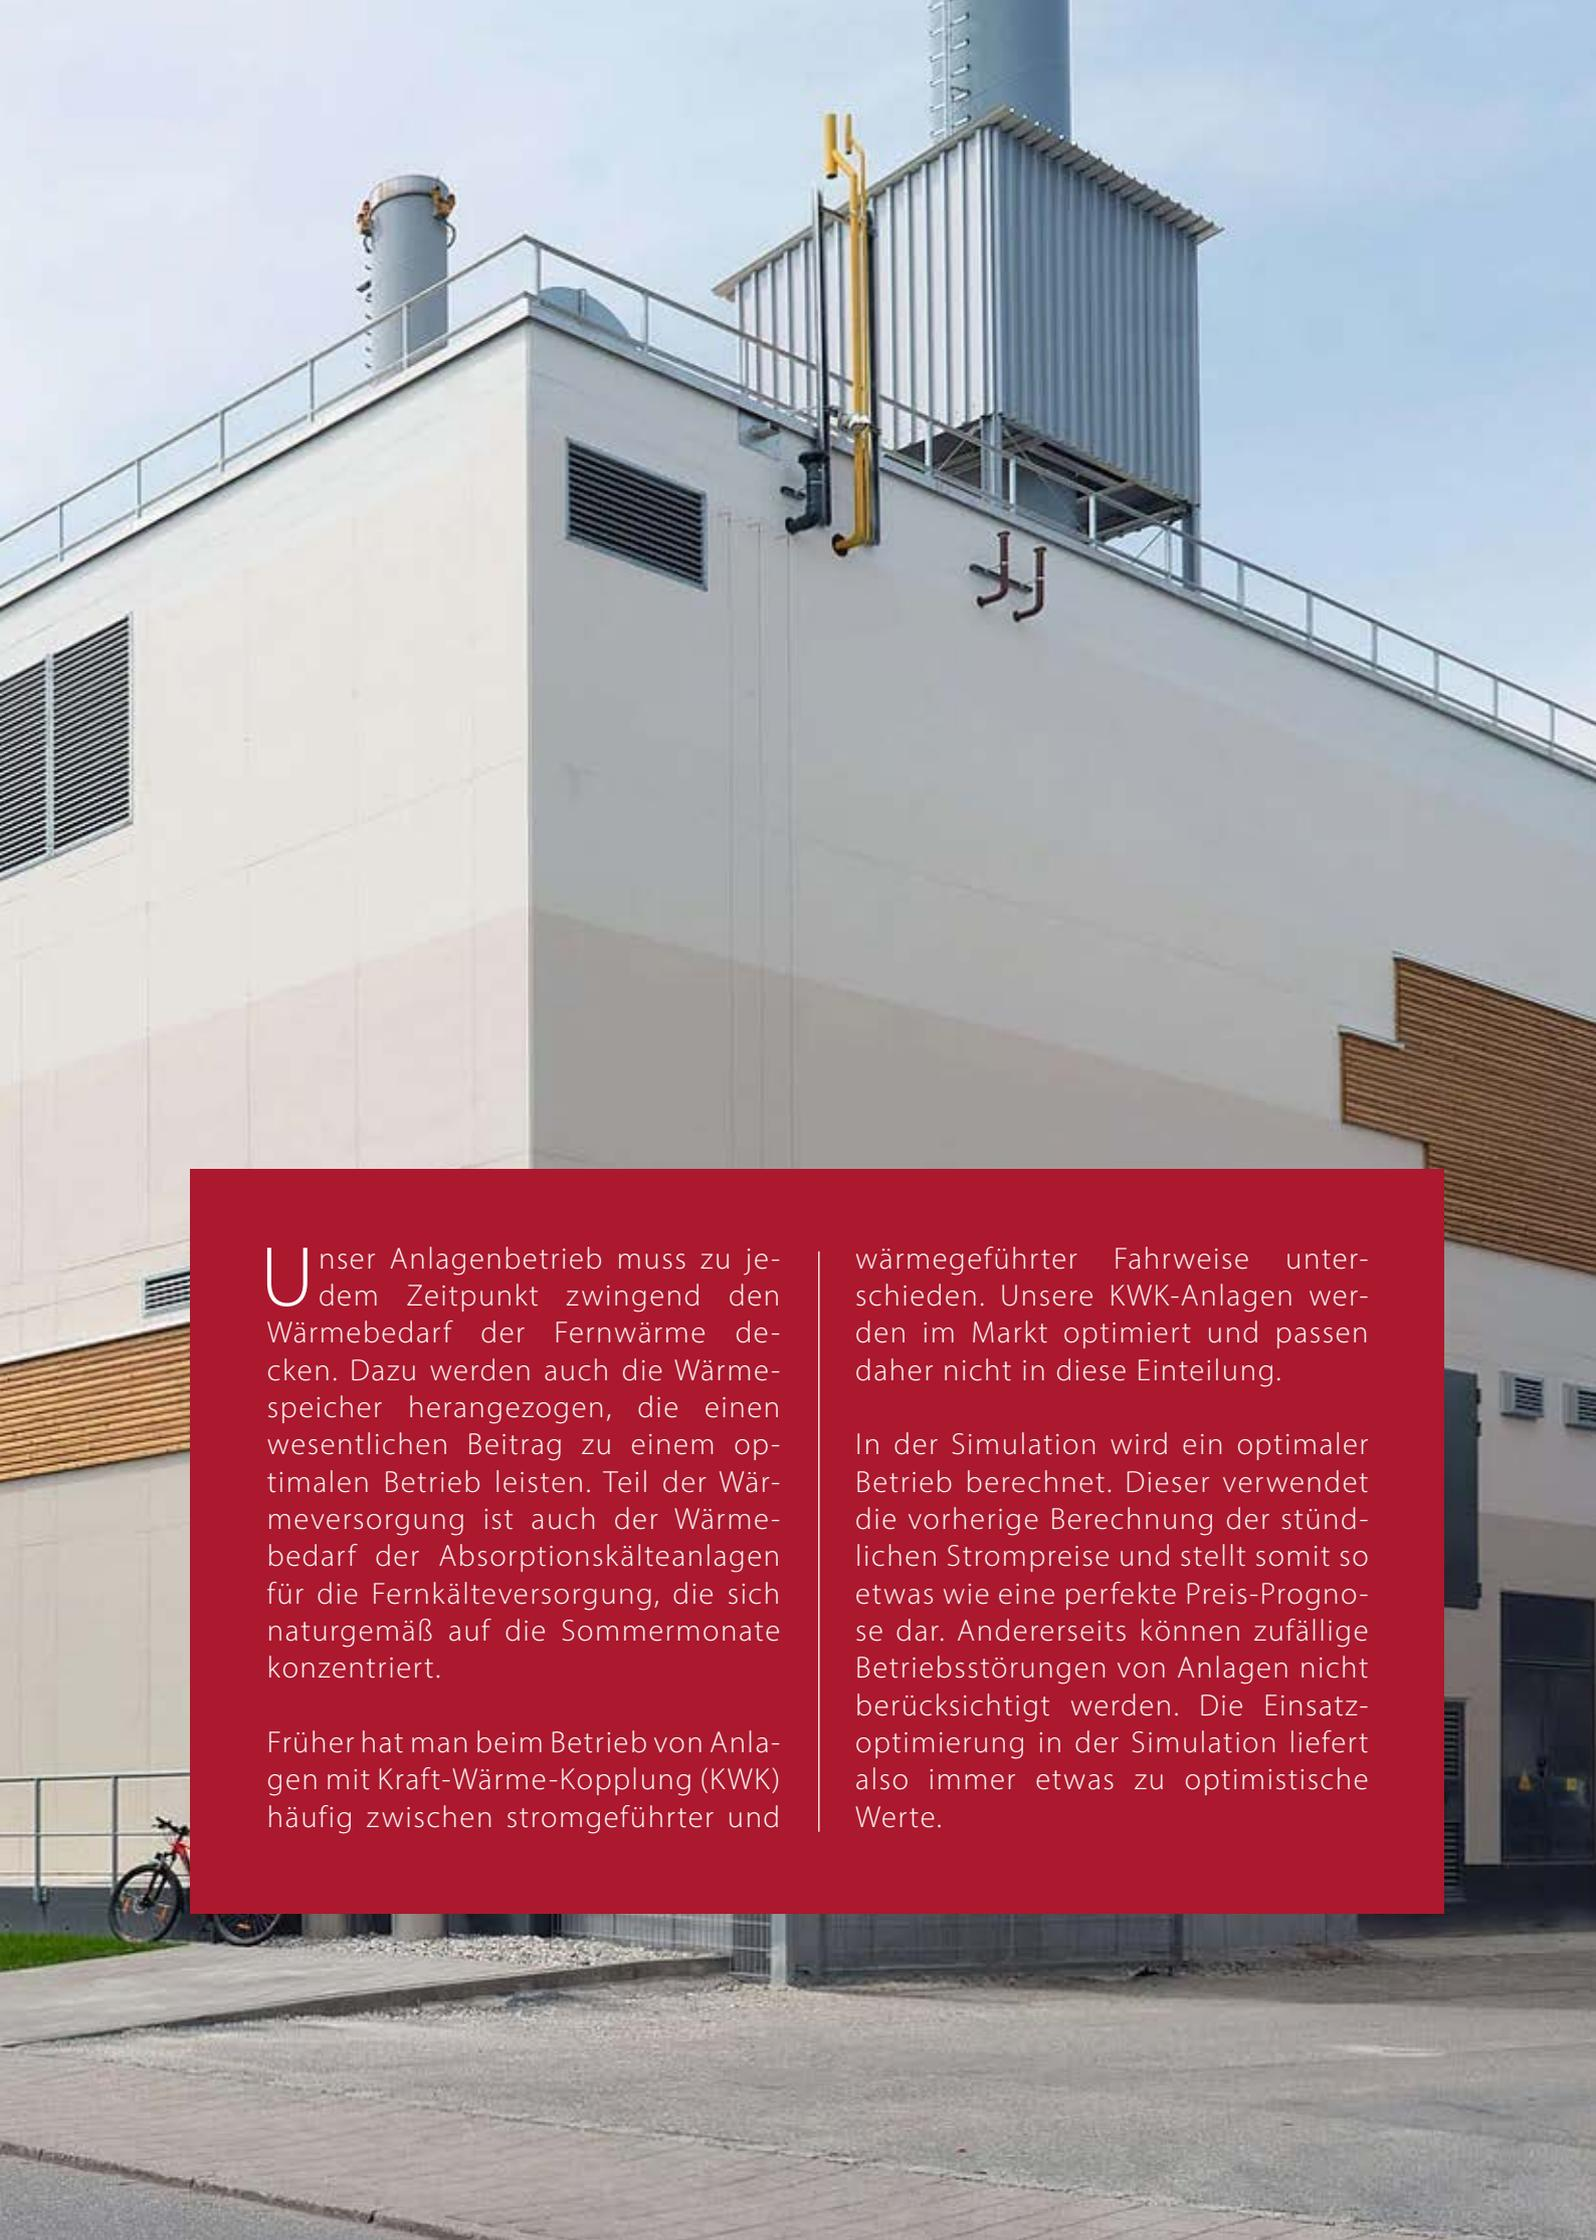 Unser Anlagenbetrieb muss zu je-
dem Zeitpunkt zwingend den
Wärmebedarf der Fernwärme de-
cken. Dazu werden auch die Wärme-
speicher herangezogen, die einen
wesentlichen Beitrag zu einem op-
timalen Betrieb leisten. Teil der Wär-
meversorgung ist auch der Wärme-
bedarf der Absorptionskälteanlagen
für die Fernkälteversorgung, die sich
naturgemäß auf die Sommermonate
konzentriert.
Früher hat man beim Betrieb von Anla-
gen mit Kraft-Wärme-Kopplung (KWK)
häufig zwischen stromgeführter und
wärmegeführter Fahrweise unter-
schieden. Unsere KWK-Anlagen wer-
den im Markt optimiert und passen
daher nicht in diese Einteilung.
In der Simulation wird ein optimaler
Betrieb berechnet. Dieser verwendet
die vorherige Berechnung der stünd-
lichen Strompreise und stellt somit so
etwas wie eine perfekte Preis-Progno-
se dar. Andererseits können zufällige
Betriebsstörungen von Anlagen nicht
berücksichtigt werden. Die Einsatz-
optimierung in der Simulation liefert
also immer etwas zu optimistische
Werte.